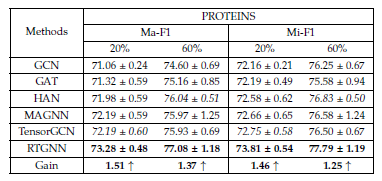 PROTEINS
Methods Ma-F1 Mi-F1
20% 60% 20% 60%
GCN 71.06 ± 0.24 74.60 ± 0.69 72.16 ± 0.21 76.25 ± 0.67
GAT 71.32 ± 0.59 75.16 ± 0.85 72.19 ± 0.49 75.58 ± 0.94
HAN 71.98 ± 0.59 76.04 ± 0.51 72.58 ± 0.62 76.83 ± 0.50
MAGNN 72.19 ± 0.59 75.97 ± 1.25 72.66 ± 0.65 76.58 ± 1.24
TensorGCN 72.19 ± 0.60 75.93 ± 0.69 72.75 ± 0.58 76.50 ± 0.67
RTGNN 73.28 ± 0.48 77.08 ± 1.18 73.81 ± 0.54 77.79 ± 1.19
Gain 1.51 ↑ 1.37 ↑ 1.46 ↑ 1.25 ↑